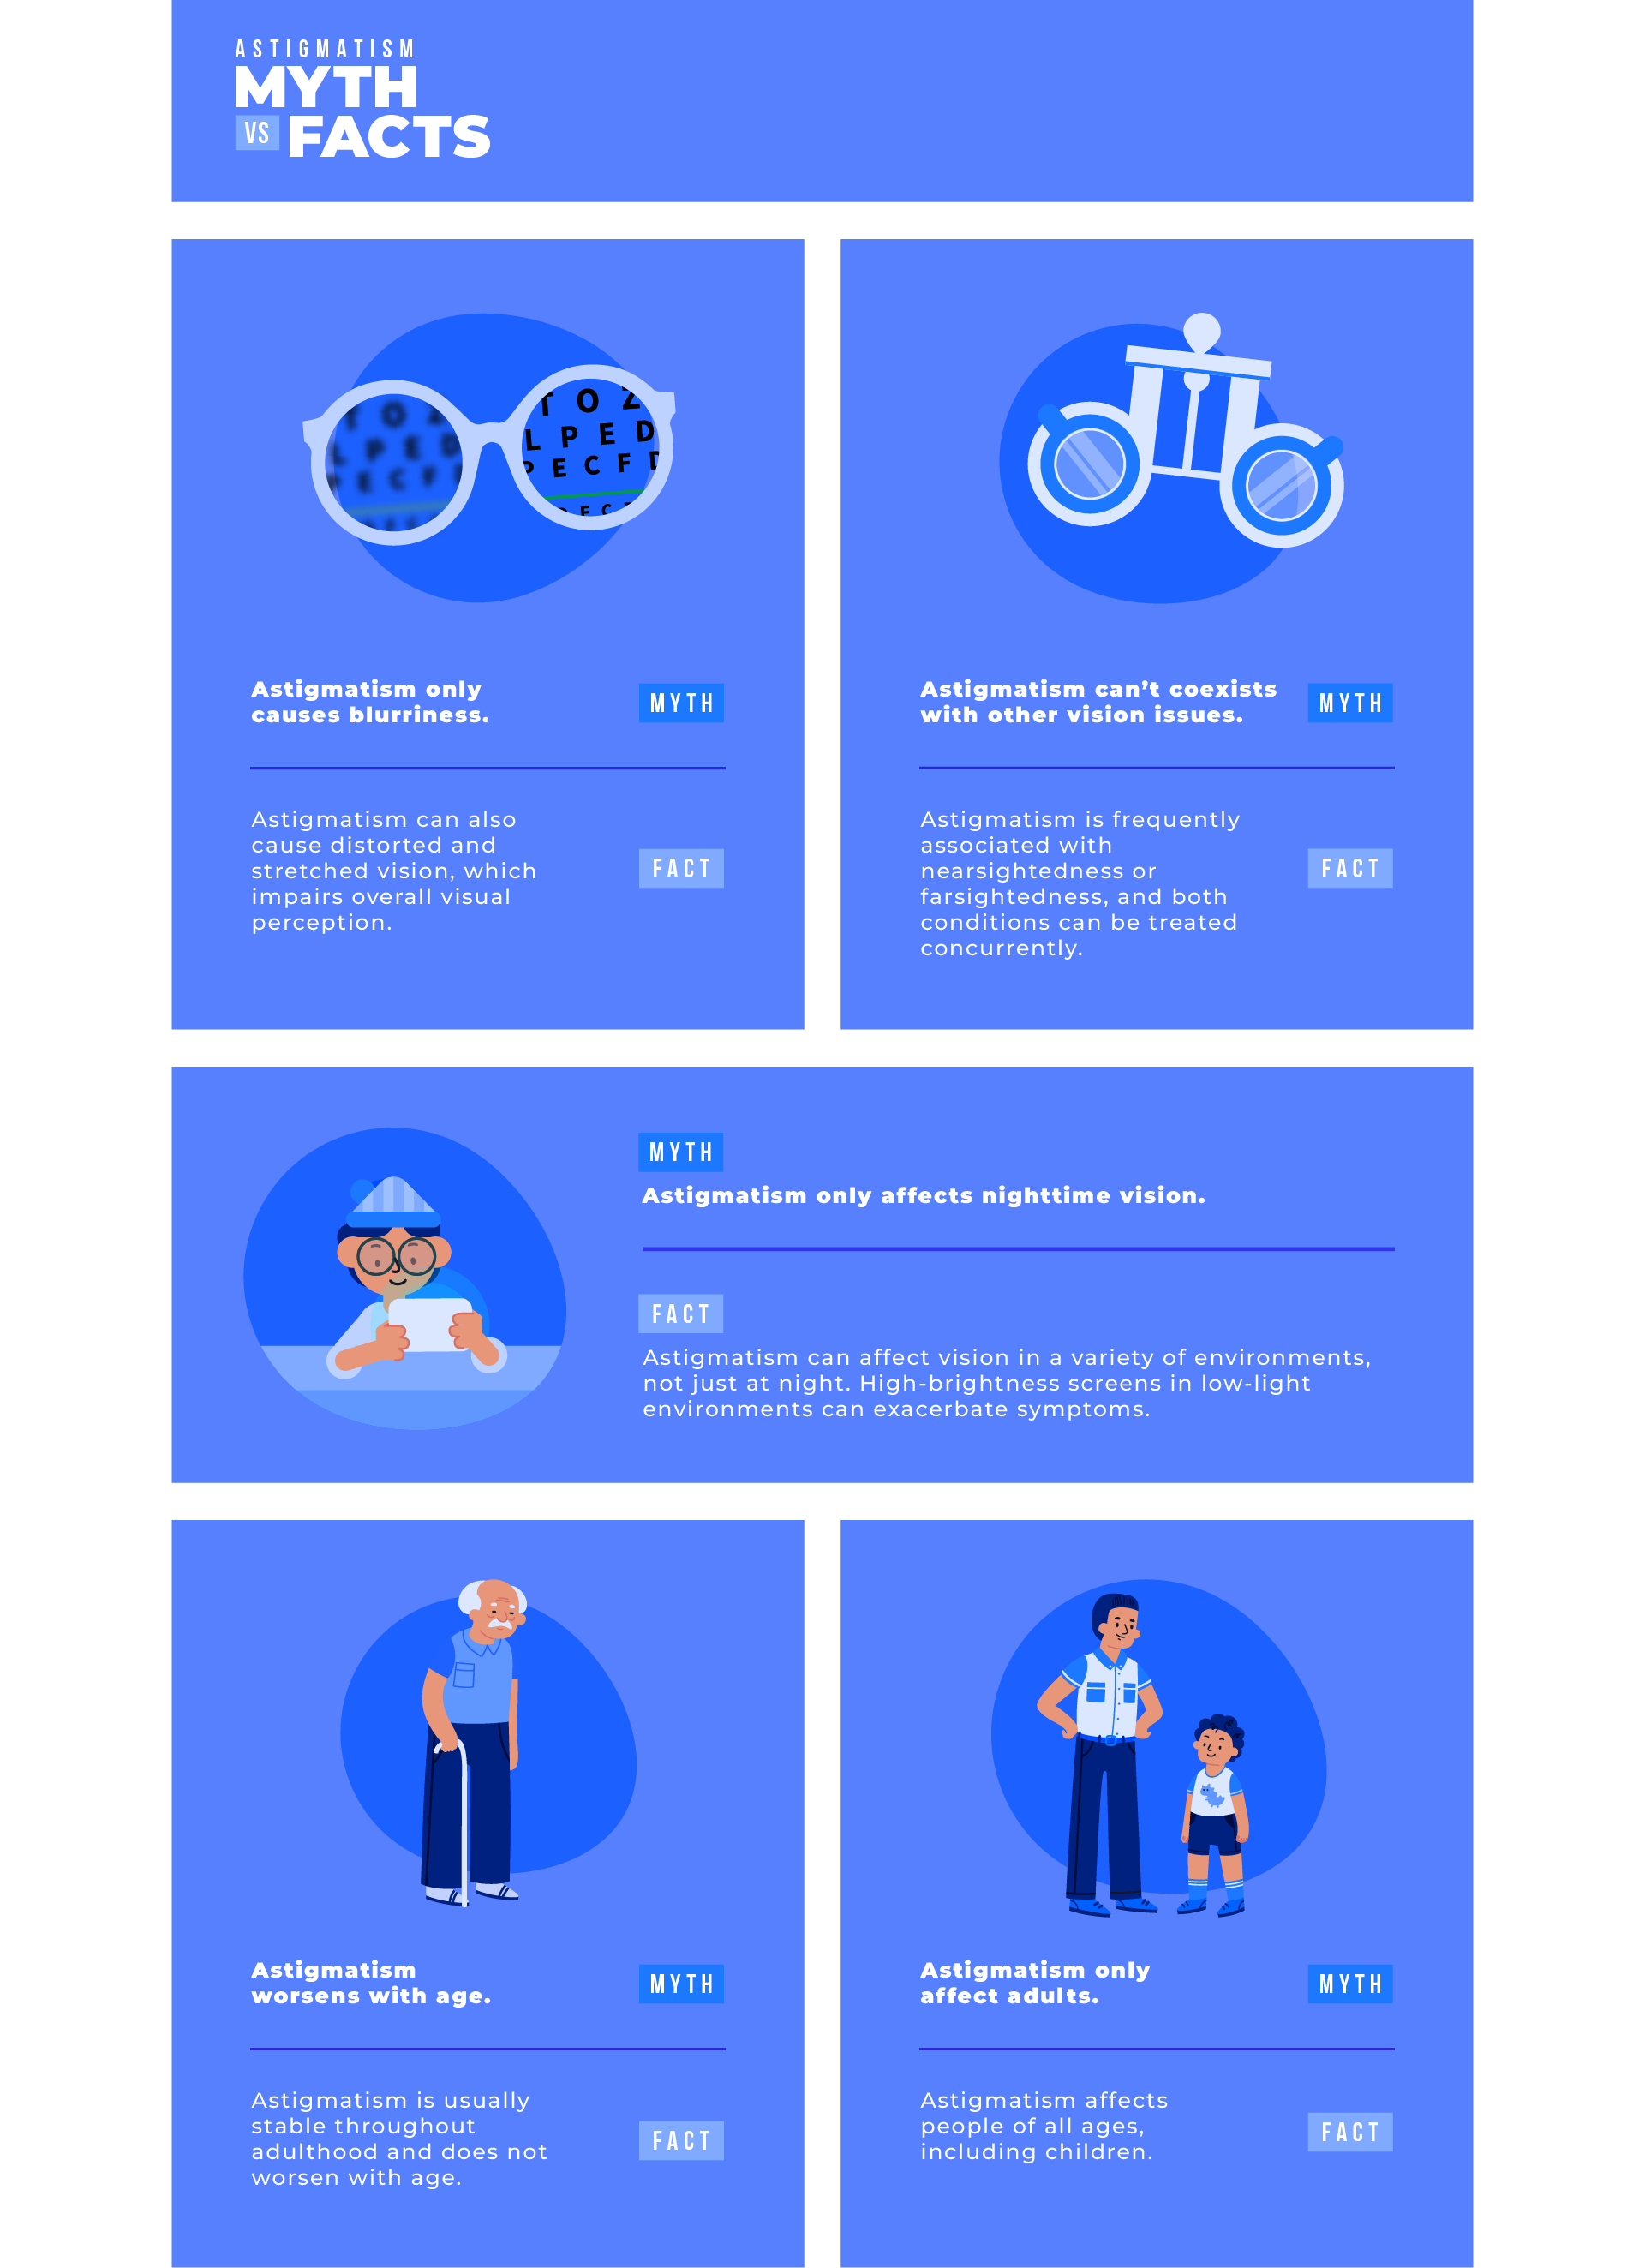 ASTIGMATISM
MYTH
VS FACTS
T O Z
L P E D
P E C F D
T O Z
L P E D
P E C F D
E C
Astigmatism only
causes blurriness.
MYTH
Astigmatism can also
cause distorted and
stretched vision, which
impairs overall visual
perception.
FACT
Astigmatism can’t coexists
with other vision issues.
MYTH
Astigmatism is frequently
associated with
nearsightedness or
farsightedness, and both
conditions can be treated
concurrently.
FACT
MYTH
Astigmatism only affects nighttime vision.
FACT
Astigmatism can affect vision in a variety of environments,
not just at night. High-brightness screens in low-light
environments can exacerbate symptoms.
Astigmatism
worsens with age.
MYTH
Astigmatism is usually
stable throughout
adulthood and does not
worsen with age.
FACT
Astigmatism only
affect adults.
MYTH
Astigmatism affects
people of all ages,
including children.
FACT